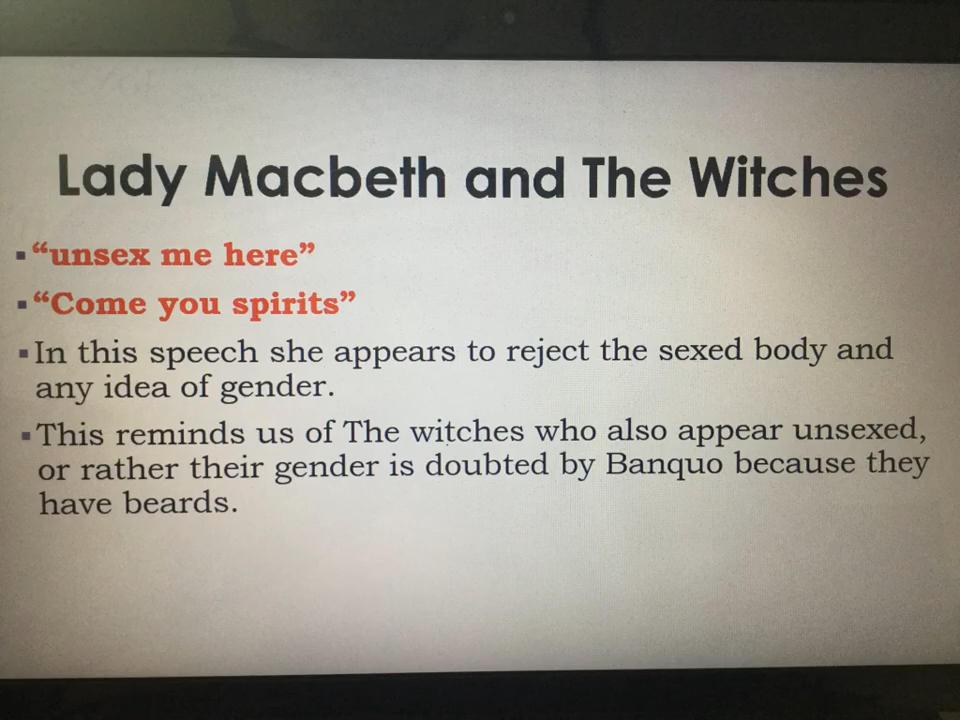 Lady Macbeth and The Witches
▪“unsex me here”
▪“Come you spirits”
▪In this speech she appears to reject the sexed body and
any idea of gender.
▪This reminds us of The witches who also appear unsexed,
or rather their gender is doubted by Banquo because they
have beards.